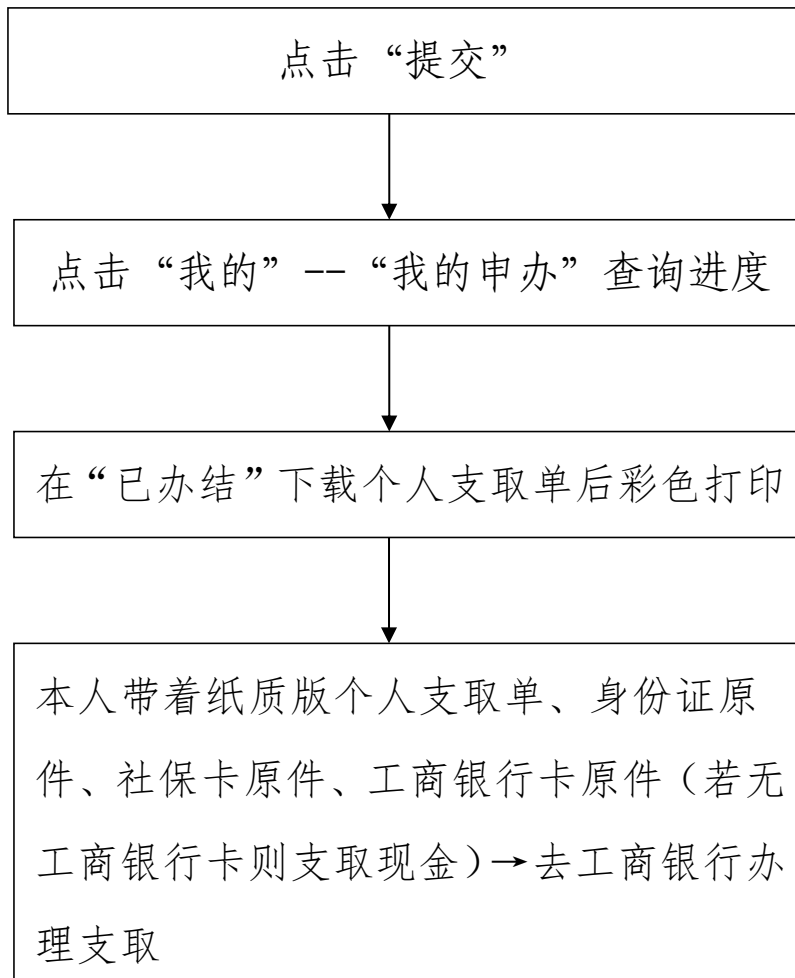 点击“提交”
点击“我的”--“我的申办”查询进度
在“已办结”下载个人支取单后彩色打印
本人带着纸质版个人支取单、身份证原
件、社保卡原件、工商银行卡原件（若无
工商银行卡则支取现金）→去工商银行办
理支取